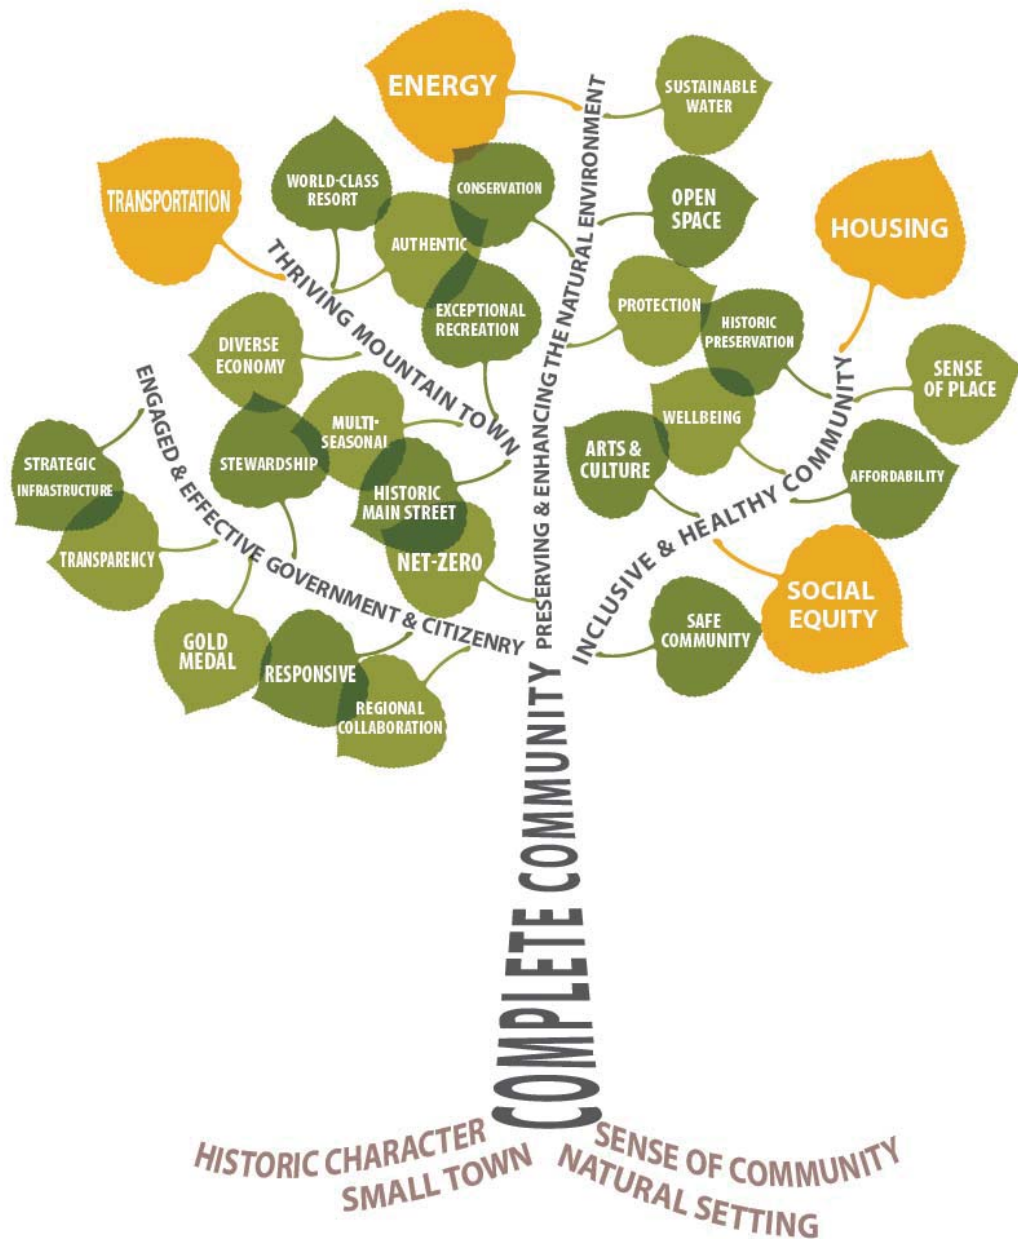 ENERGY
SUSTAINABLE
WATER
TRANSPORTATION
WORLD-CLASS
RESORT
CONSERVATION
OPEN
SPACE
HOUSING
AUTHENTIC
THRIVING MOUNTAIN TOWN
EXCEPTIONAL
RECREATION
PROTECTION
HISTORIC
PRESERVATION
DIVERSE
ECONOMY
SENSE
OF PLACE
ENGAGED & EFFECTIVE GOVERNMENT & CITIZENRY
MULTI-
SEASONAL
WELLBEING
STRATEGIC
INFRASTRUCTURE
STEWARDSHIP
ARTS &
CULTURE
AFFORDABILITY
HISTORIC
MAIN STREET
TRANSPARENCY
NET-ZERO
PRESERVING & ENHANCING THE NATURAL ENVIRONMENT
INCLUSIVE & HEALTHY COMMUNITY
SOCIAL
EQUITY
GOLD
MEDAL
RESPONSIVE
SAFE
COMMUNITY
REGIONAL
COLLABORATION
COMPLETE COMMUNITY
HISTORIC CHARACTER
SENSE OF COMMUNITY
SMALL TOWN
NATURAL SETTING